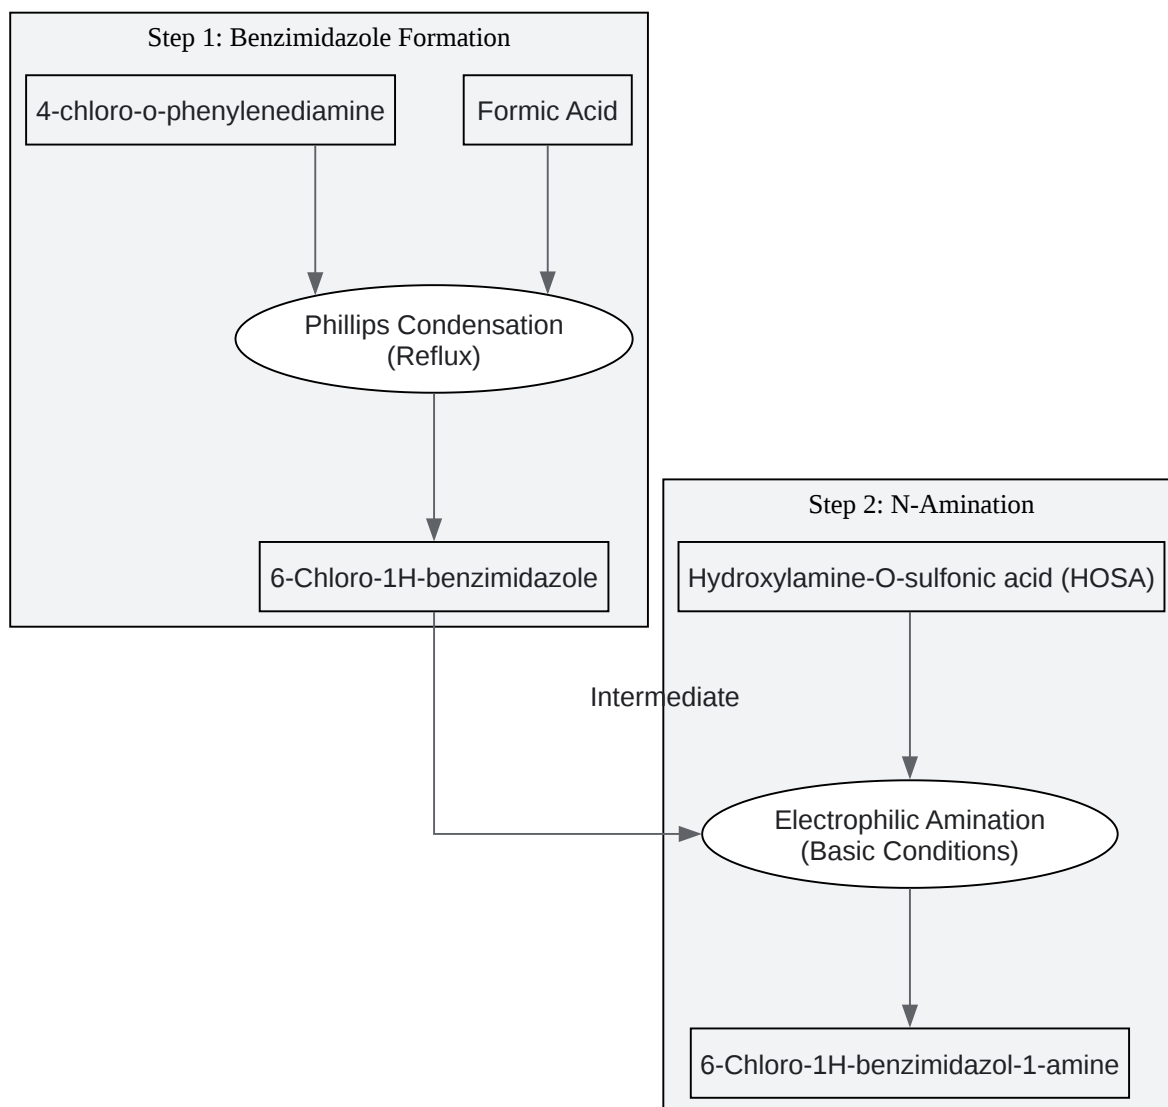 Step 1: Benzimidazole Formation
4-chloro-o-phenylenediamine
Formic Acid
Phillips Condensation
(Reflux)
6-Chloro-1H-benzimidazole
Step 2: N-Amination
Hydroxylamine-O-sulfonic acid (HOSA)
Intermediate
Electrophilic Amination
(Basic Conditions)
6-Chloro-1H-benzimidazol-1-amine